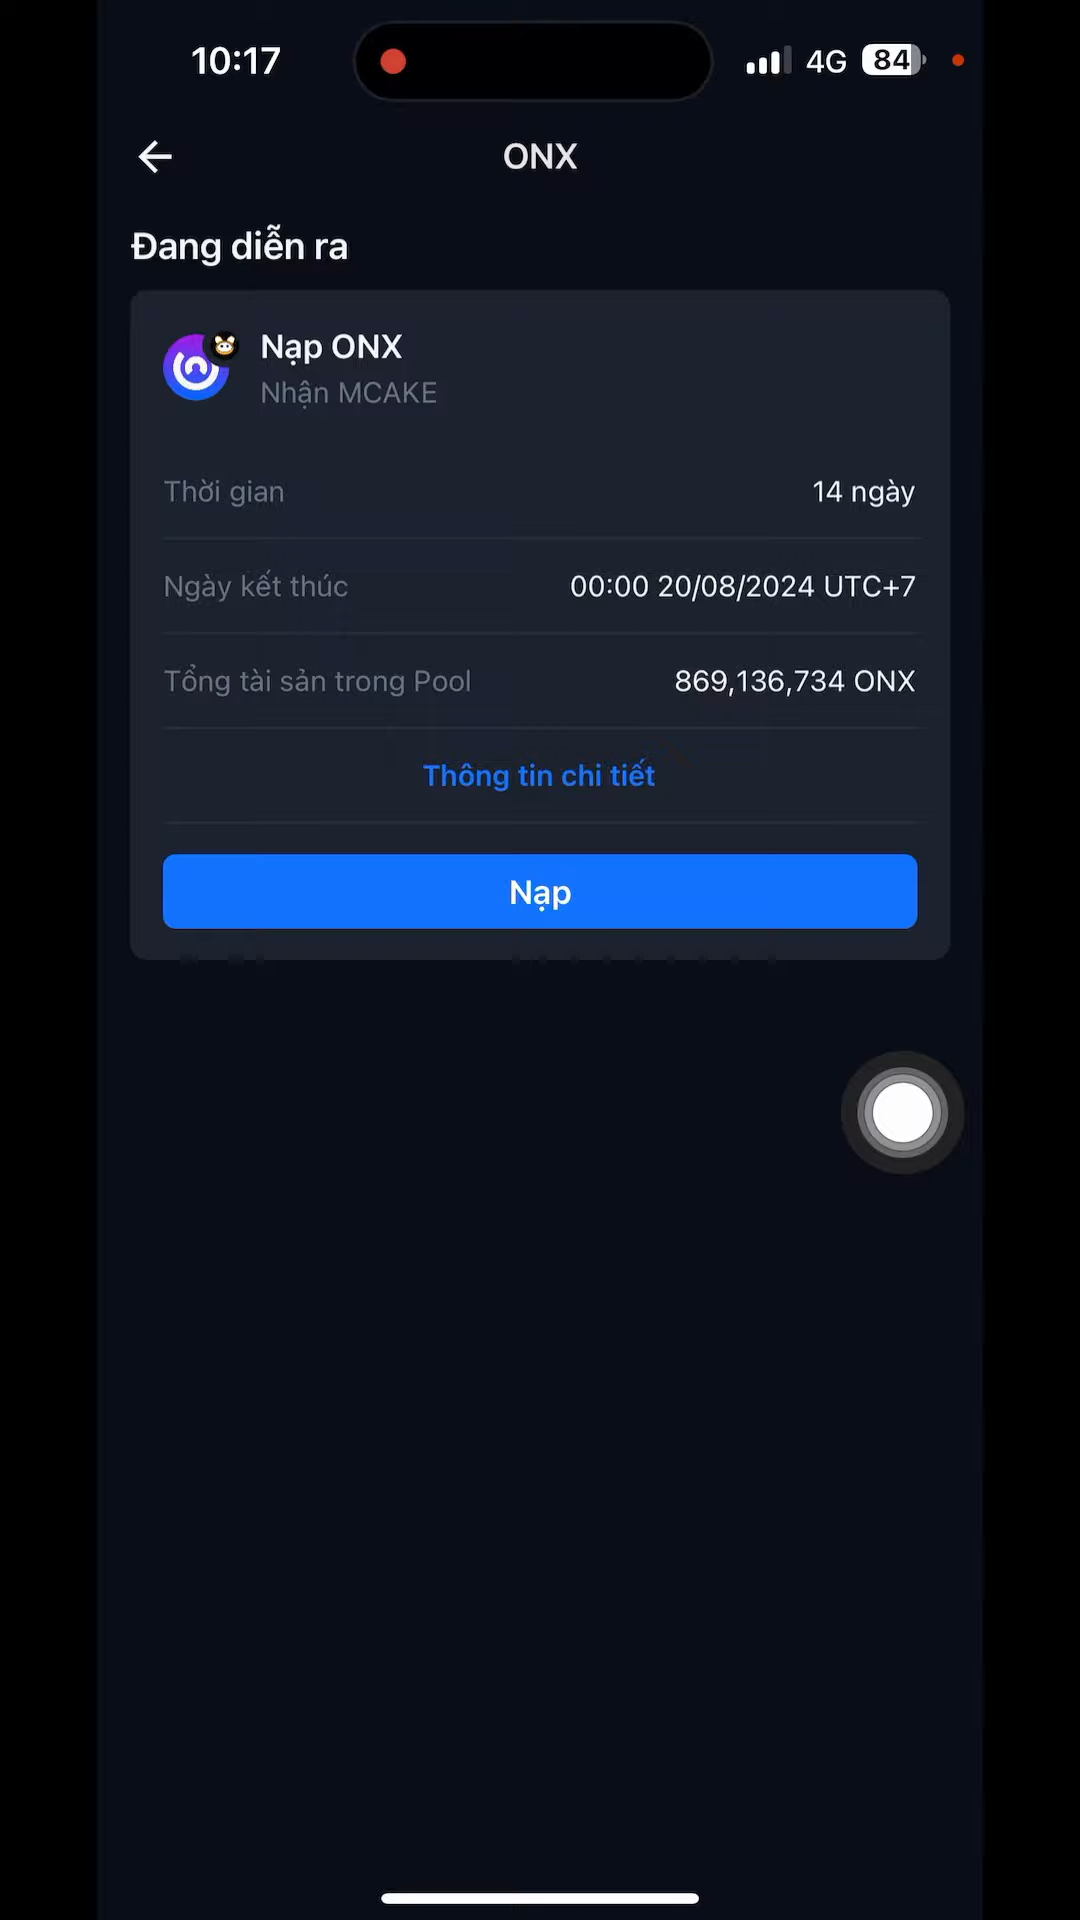 10:17
4G
84
ONX
Đang diễn ra
Nạp ONX
Nhận MCAKE
Thời gian
14 ngày
Ngày kết thúc
00:00 20/08/2024 UTC+7
Tổng tài sản trong Pool
869,136,734 ONX
Thông tin chi tiết
Nạp